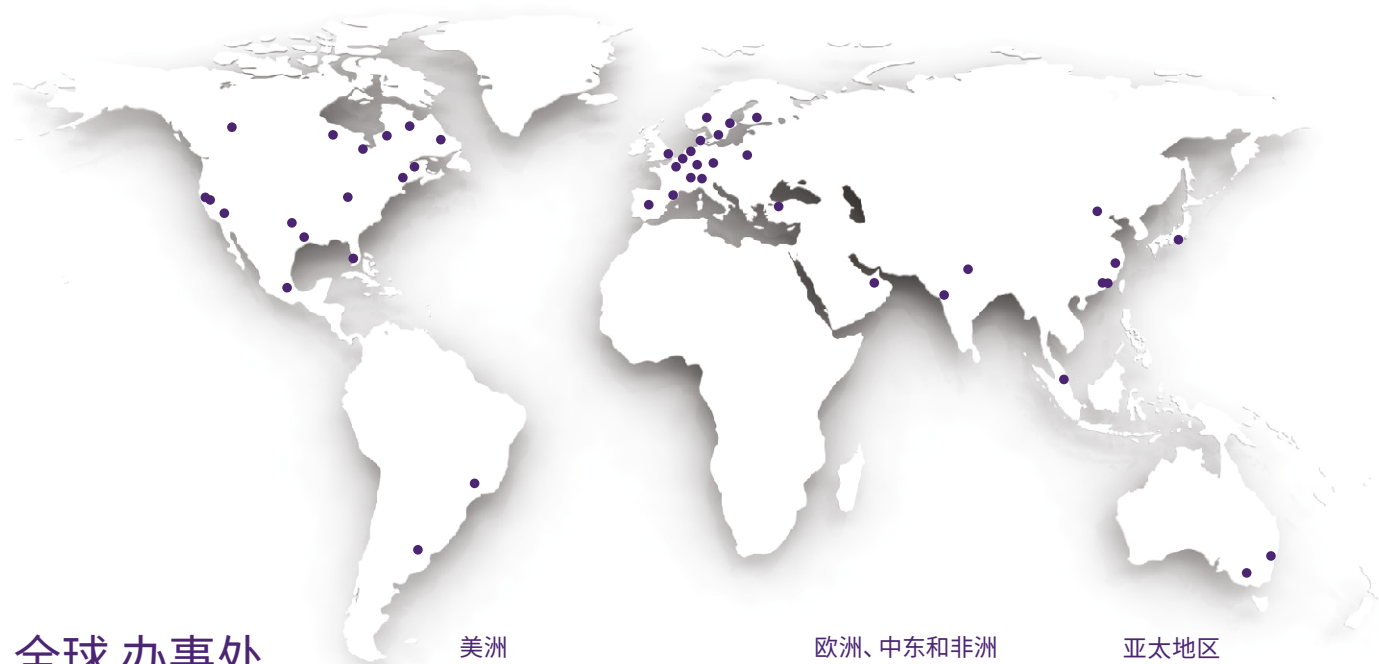 全球 办事处
美洲
欧洲、中东和非洲
亚太地区